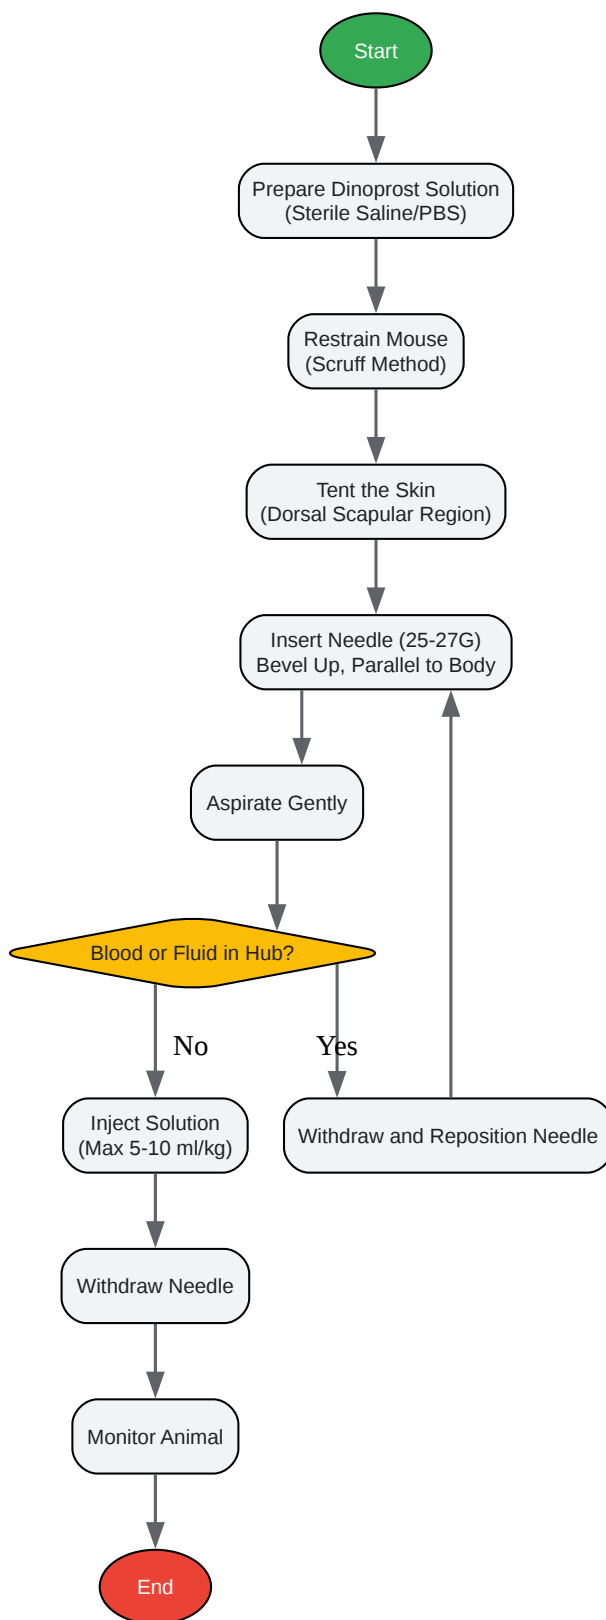 Start
Prepare Dinoprost Solution
(Sterile Saline/PBS)
Restrain Mouse
(Scruff Method)
Tent the Skin
(Dorsal Scapular Region)
Insert Needle (25-27G)
Bevel Up, Parallel to Body
Aspirate Gently
Blood or Fluid in Hub?
No
Yes
Inject Solution
(Max 5-10 ml/kg)
Withdraw and Reposition Needle
Withdraw Needle
Monitor Animal
End